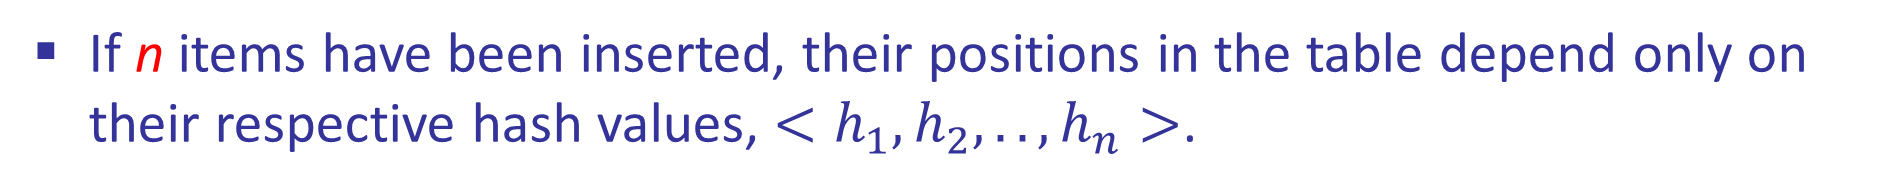 ▪ If n items have been inserted, their positions in the table depend only on
their respective hash values, < h₁, h₂, . . , hₙ >.